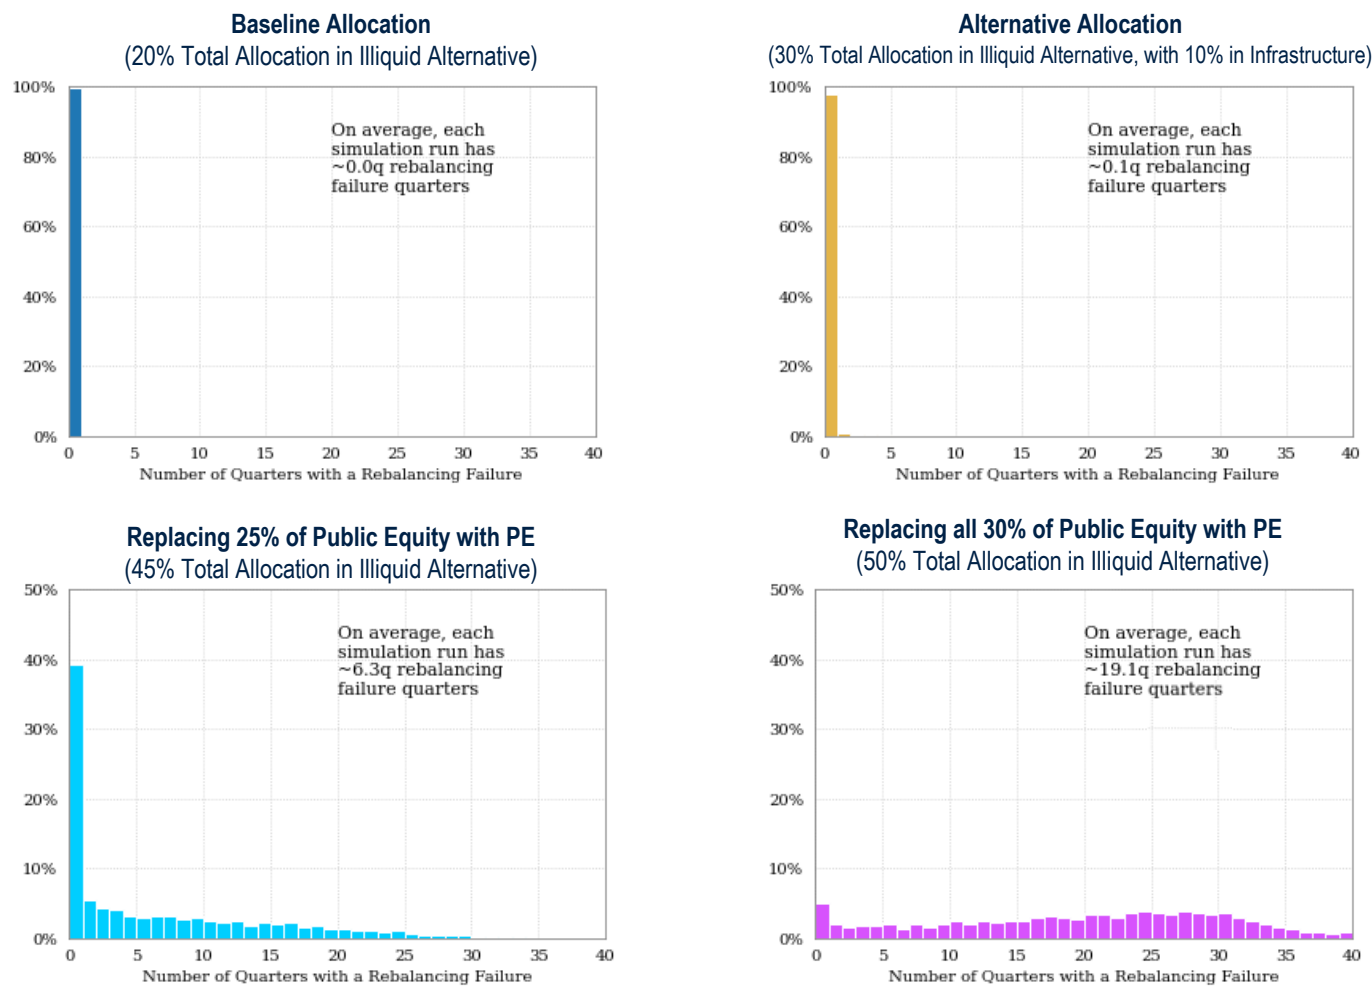 Baseline Allocation
(20% Total Allocation in Illiquid Alternative)
100%
80%
60%
40%
20%
0%
On average, each
simulation run has
~0.0q rebalancing
failure quarters
0 5 10 15 20 25 30 35 40
Number of Quarters with a Rebalancing Failure
Alternative Allocation
(30% Total Allocation in Illiquid Alternative, with 10% in Infrastructure)
100%
80%
60%
40%
20%
0%
On average, each
simulation run has
~0.1q rebalancing
failure quarters
0 5 10 15 20 25 30 35 40
Number of Quarters with a Rebalancing Failure
Replacing 25% of Public Equity with PE
(45% Total Allocation in Illiquid Alternative)
50%
40%
30%
20%
10%
0%
On average, each
simulation run has
~6.3q rebalancing
failure quarters
0 5 10 15 20 25 30 35 40
Number of Quarters with a Rebalancing Failure
Replacing all 30% of Public Equity with PE
(50% Total Allocation in Illiquid Alternative)
50%
40%
30%
20%
10%
0%
On average, each
simulation run has
~19.1q rebalancing
failure quarters
0 5 10 15 20 25 30 35 40
Number of Quarters with a Rebalancing Failure